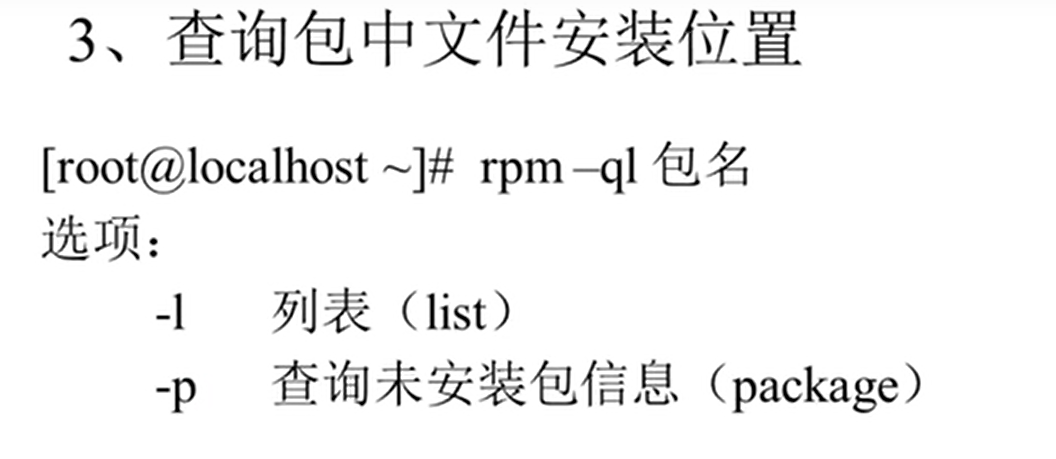 3、查询包中文件安装位置
[root@localhost ~]# rpm –ql 包名
选项：
-l 列表（list）
-p 查询未安装包信息（package）